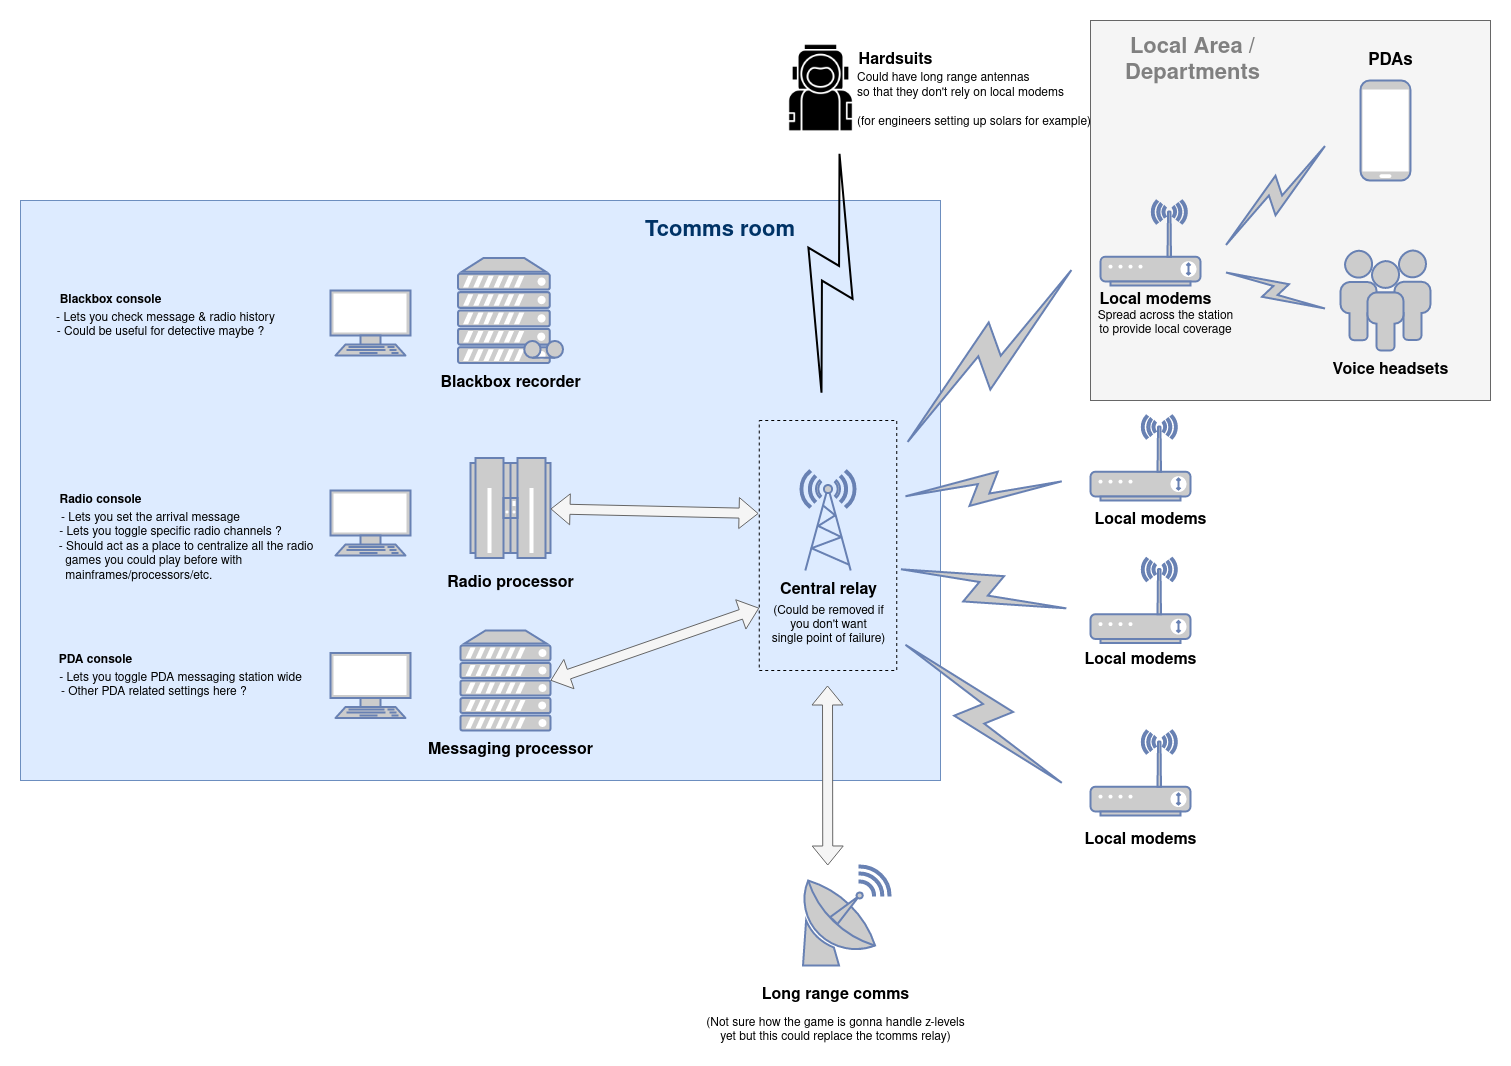 Hardsuits
Could have long range antennas
so that they don't rely on local modems
(for engineers setting up solars for example)
Local Area /
Departments
PDAs
Local modems
Spread across the station
to provide local coverage
Voice headsets
Tcomms room
Blackbox console
- Lets you check message & radio history
- Could be useful for detective maybe ?
Blackbox recorder
Radio console
- Lets you set the arrival message
- Lets you toggle specific radio channels ?
- Should act as a place to centralize all the radio
games you could play before with
mainframes/processors/etc.
Radio processor
PDA console
- Lets you toggle PDA messaging station wide
- Other PDA related settings here ?
Messaging processor
Central relay
(Could be removed if
you don't want
single point of failure)
Local modems
Local modems
Local modems
Long range comms
(Not sure how the game is gonna handle z-levels
yet but this could replace the tcomms relay)